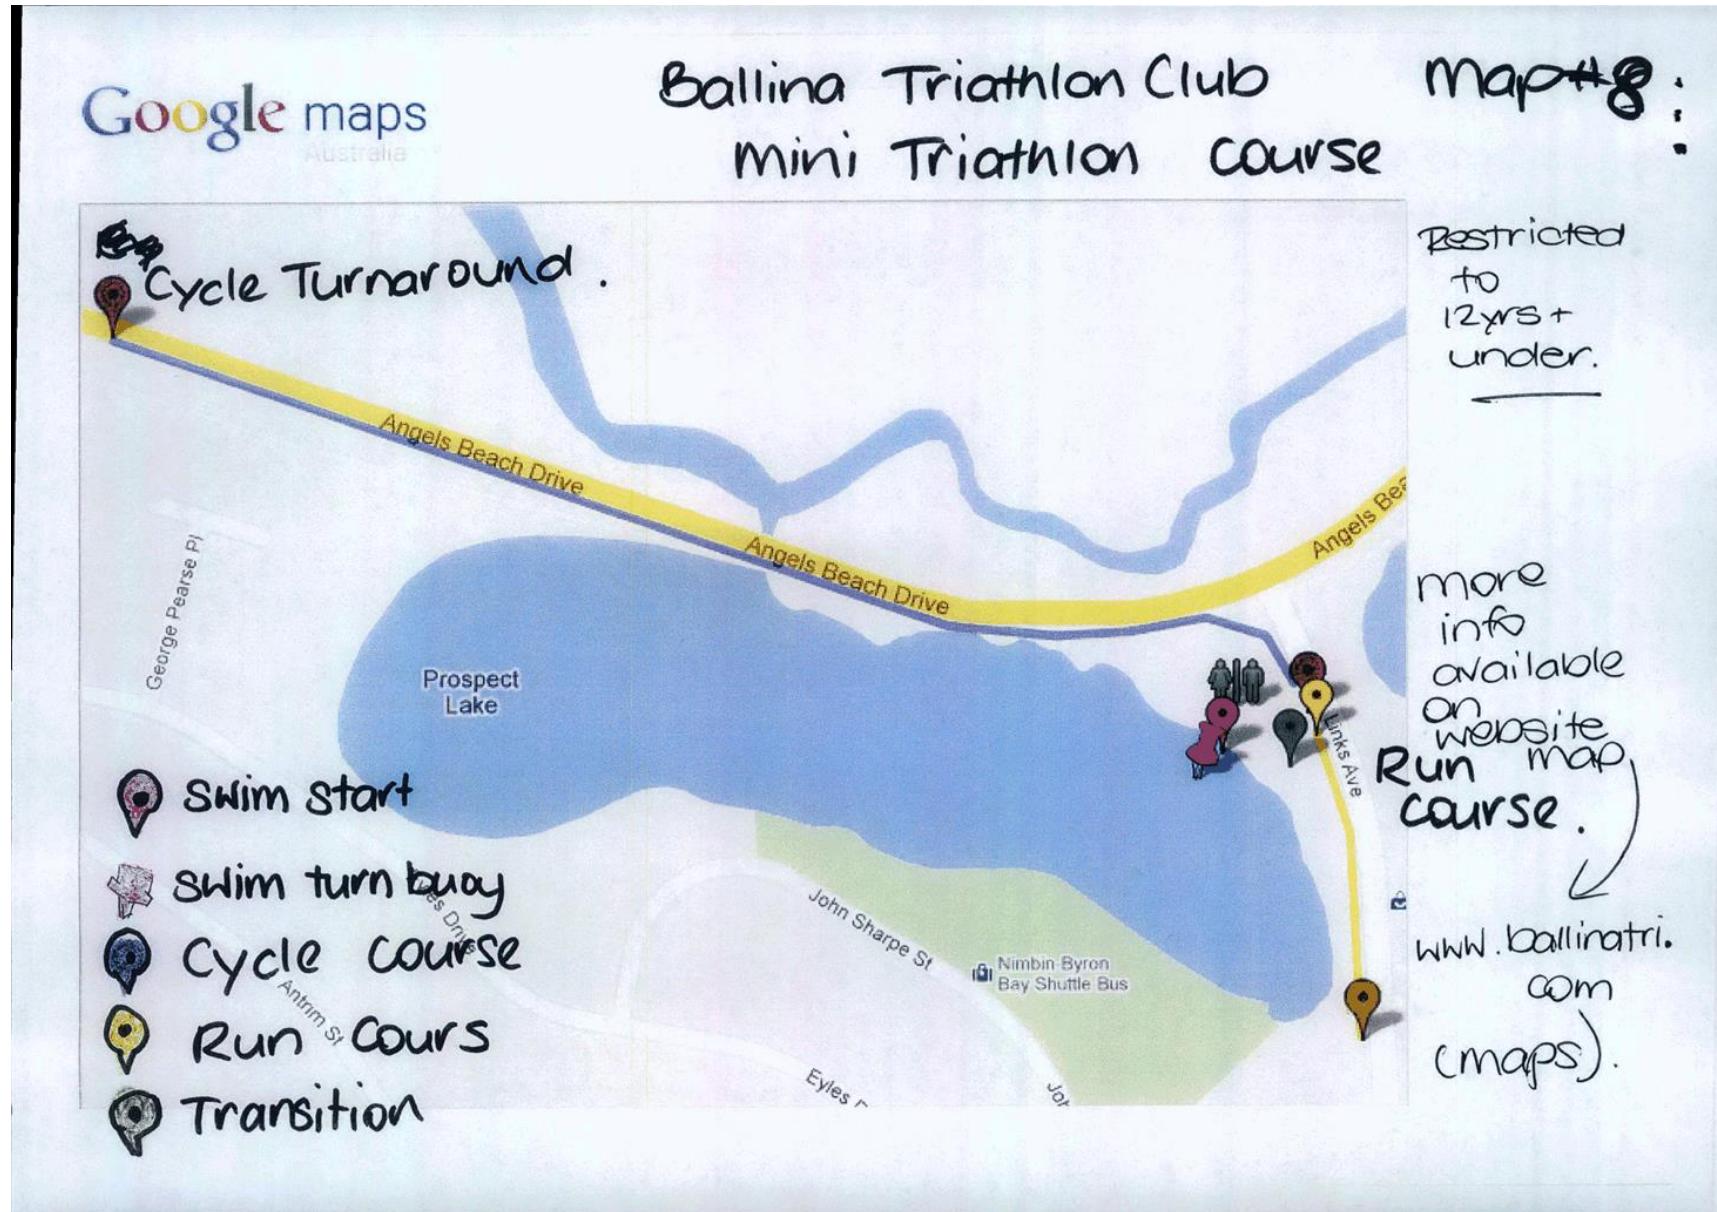 Google maps
Australia
Ballina Triathlon Club
mini Triathlon course
map#8:
Restricted
to
12yrs+
under.
Cycle Turnaround.
Angels Beach Drive
Angels Beach Drive
Angels Bea
George Pearse Pl
Prospect
Lake
Links Ave
more
info
available
on
website
map
Run
course.
www.ballinatri.
com
(maps).
swim start
swim turn buoy
Cycle course
Run Cours
Transition
Drive
Antrim St
John Sharpe St
Nimbin-Byron
Bay Shuttle Bus
Eyles